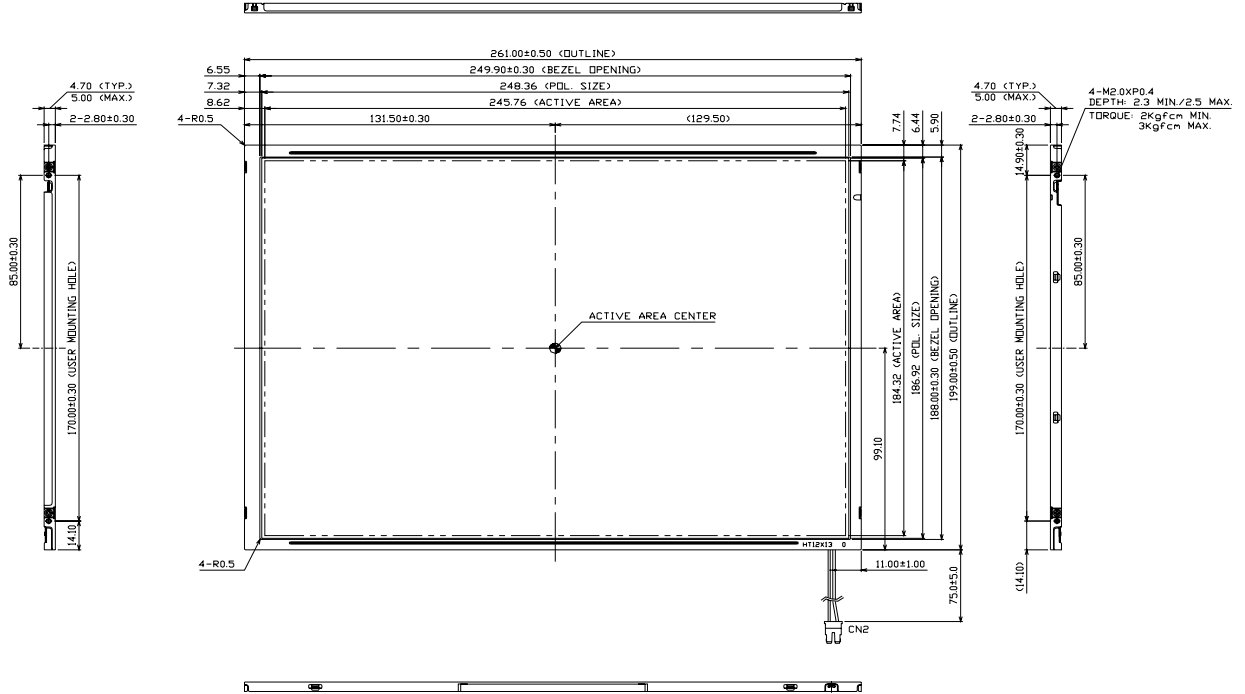 261.00±0.50 (OUTLINE)
6.55
249.90±0.30 (BEZEL OPENING)
7.32
248.36 (POL. SIZE)
8.62
245.76 (ACTIVE AREA)
4-R0.5
131.50±0.30
(129.50)
7.74
6.44
5.90
4.70 (TYP.)
5.00 (MAX.)
2-2.80±0.30
85.00±0.30
170.00±0.30 (USER MOUNTING HOLE)
14.10
4.70 (TYP.)
5.00 (MAX.)
2-2.80±0.30
4-M2.0XP0.4
DEPTH: 2.3 MIN./2.5 MAX.
TORQUE: 2Kgfcm MIN.
3Kgfcm MAX.
14.90±0.30
85.00±0.30
170.00±0.30 (USER MOUNTING HOLE)
(14.10)
ACTIVE AREA CENTER
184.32 (ACTIVE AREA)
186.92 (POL. SIZE)
188.00±0.30 (BEZEL OPENING)
199.00±0.50 (OUTLINE)
99.10
HT12X13 0
4-R0.5
11.00±1.00
75.0±5.0
CN2